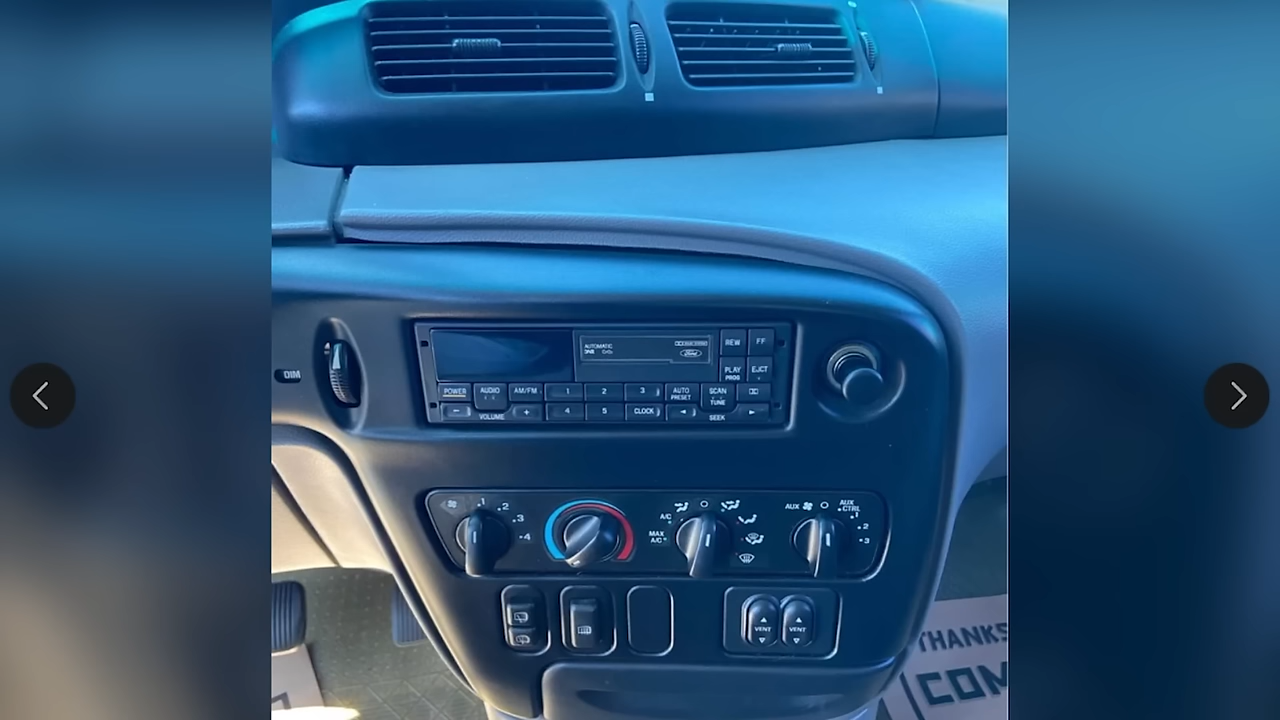 AUTOMATIC
DOLBY
Ford
REW
FF
PLAY
PROG
EJCT
DIM
POWER
AUDIO
AM/FM
1
2
3
AUTO
PRESET
SCAN
TUNE
−
VOLUME
+
4
5
CLOCK
SEEK
1
2
3
4
A/C
MAX
A/C
AUX
AUX
CTRL
1
2
3
VENT
VENT
THANKS
COM